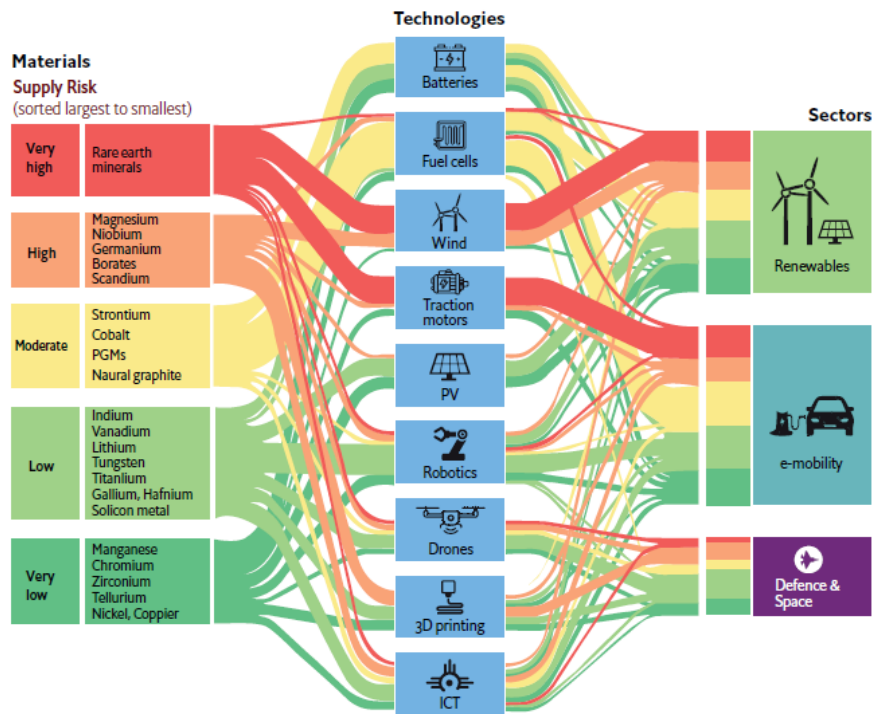 Technologies
Materials
Supply Risk
(sorted largest to smallest)
Sectors
Very
high
Rare earth
minerals
High
Magnesium
Niobium
Germanium
Borates
Scandium
Moderate
Strontium
Cobalt
PGMs
Naural graphite
Low
Indium
Vanadium
Lithium
Tungsten
Titanlium
Gallium, Hafnium
Solicon metal
Very
low
Manganese
Chromium
Zirconium
Tellurium
Nickel, Coppier
Batteries
Fuel cells
Wind
Traction
motors
PV
Robotics
Drones
3D printing
ICT
Renewables
e-mobility
Defence &
Space